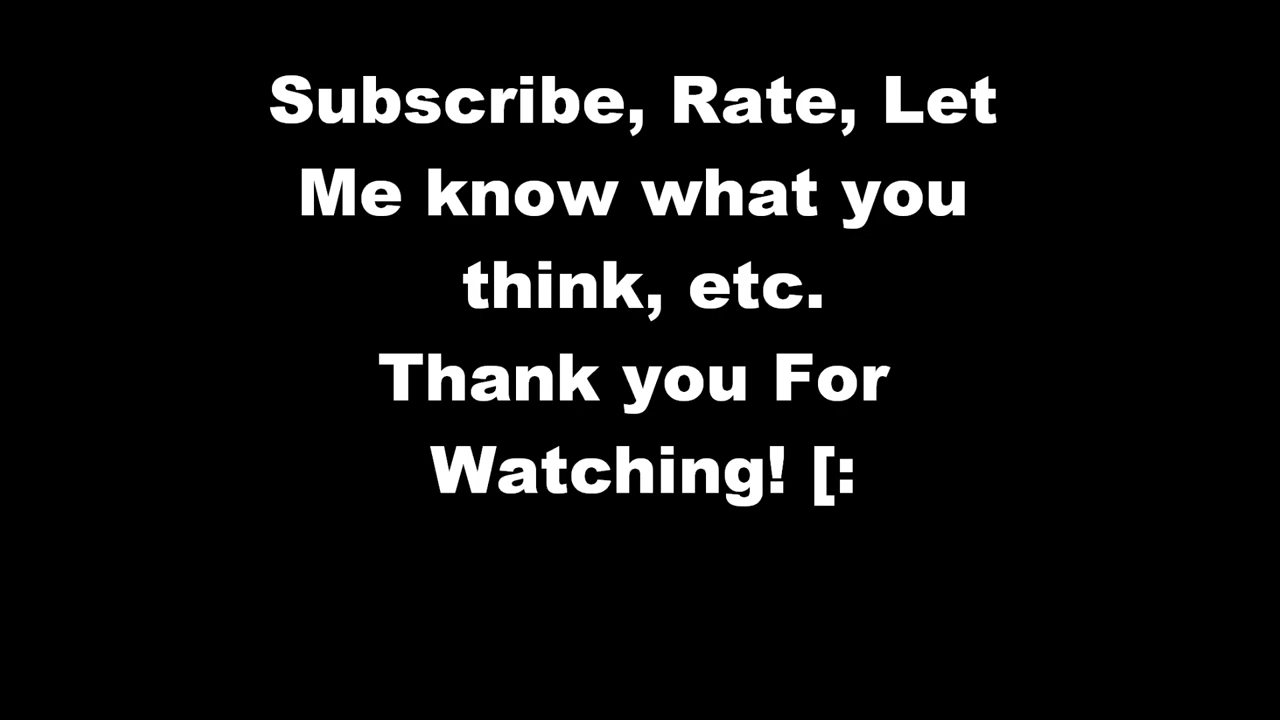 Subscribe, Rate, Let
Me know what you
think, etc.
Thank you For
Watching! [: